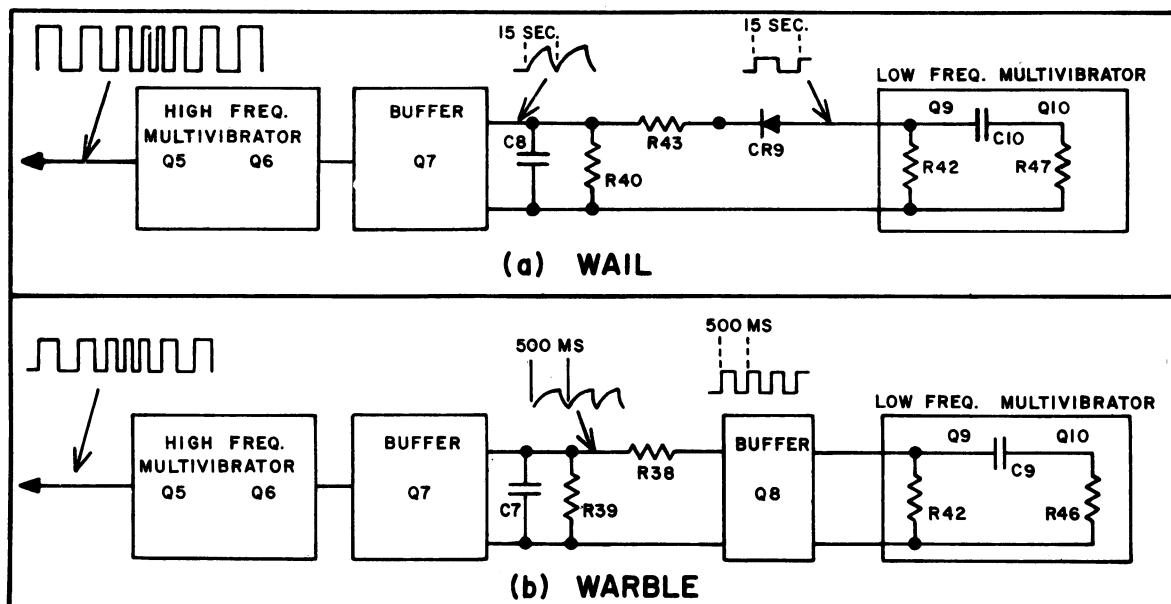 15 SEC.
15 SEC.
LOW FREQ. MULTIVIBRATOR
HIGH FREQ.
MULTIVIBRATOR
Q5 Q6
BUFFER
Q7
C8
R40
R43
CR9
Q9 Q10
C10
R42 R47
(a) WAIL
500 MS
500 MS
LOW FREQ. MULTIVIBRATOR
HIGH FREQ.
MULTIVIBRATOR
Q5 Q6
BUFFER
Q7
C7
R39
R38
BUFFER
Q8
Q9 Q10
C9
R42 R46
(b) WARBLE